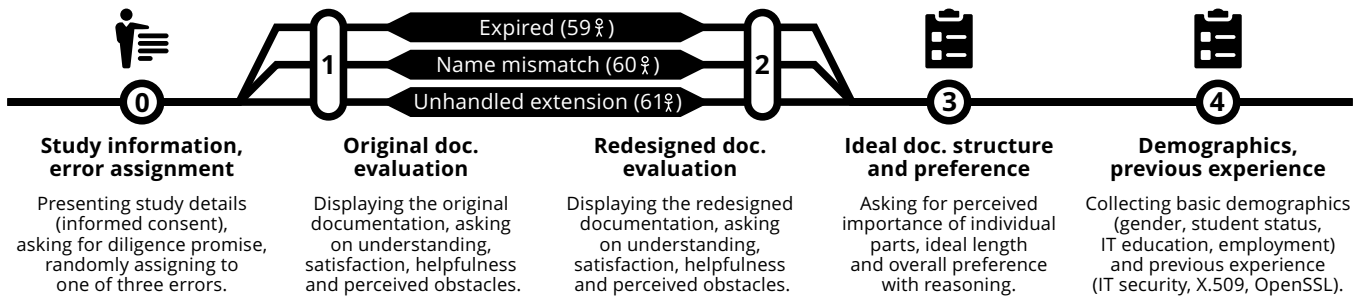 Expired (59)
Name mismatch (60)
Unhandled extension (61)
0
1
2
3
4
Study information,
error assignment
Presenting study details
(informed consent),
asking for diligence promise,
randomly assigning to
one of three errors.
Original doc.
evaluation
Displaying the original
documentation, asking
on understanding,
satisfaction, helpfulness
and perceived obstacles.
Redesigned doc.
evaluation
Displaying the redesigned
documentation, asking
on understanding,
satisfaction, helpfulness
and perceived obstacles.
Ideal doc. structure
and preference
Asking for perceived
importance of individual
parts, ideal length
and overall preference
with reasoning.
Demographics,
previous experience
Collecting basic demographics
(gender, student status,
IT education, employment)
and previous experience
(IT security, X.509, OpenSSL).